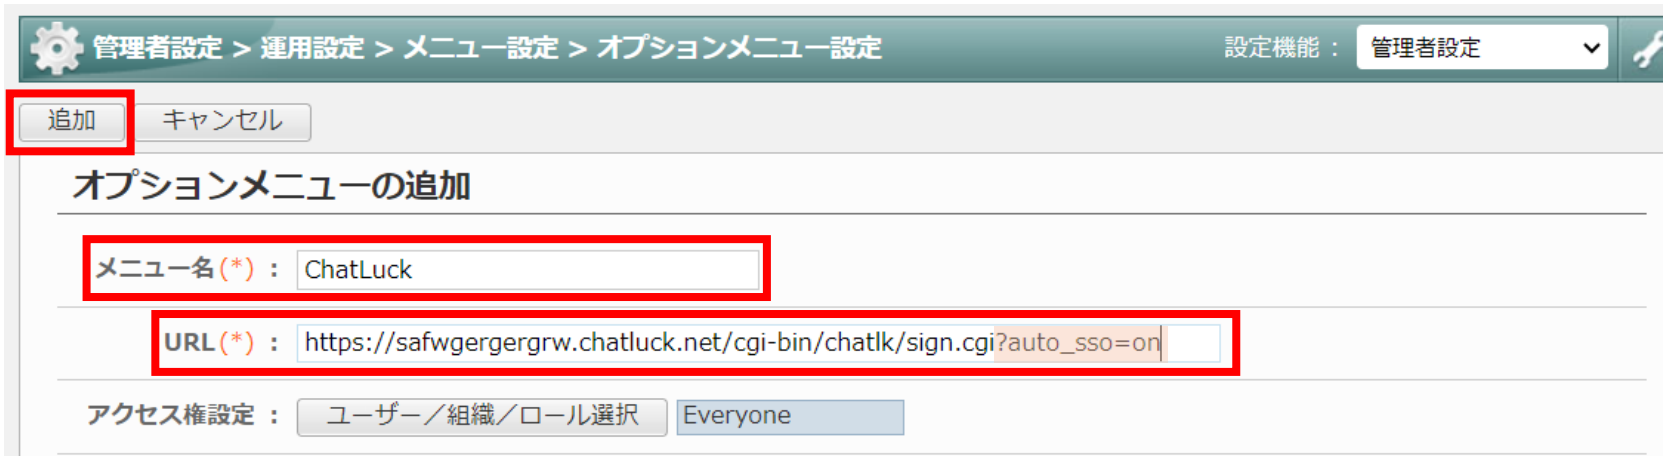 管理者設定 > 運用設定 > メニュー設定 > オプションメニュー設定 設定機能 : 管理者設定
追加 キャンセル
オプションメニューの追加
メニュー名(*) : ChatLuck
URL(*) : https://safwgergergrw.chatluck.net/cgi-bin/chatlk/sign.cgi?auto_sso=on
アクセス権設定 : ユーザー/組織/ロール選択 Everyone